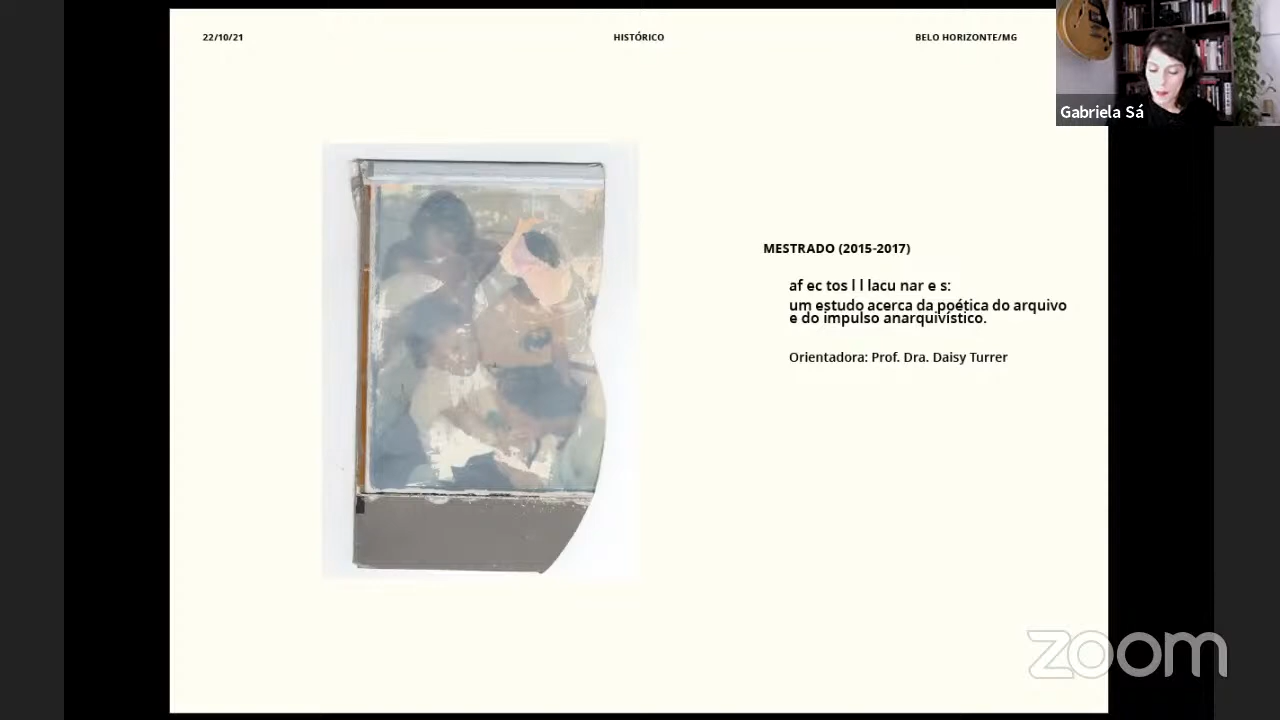 22/10/21
HISTÓRICO
BELO HORIZONTE/MG
Gabriela Sá
MESTRADO (2015-2017)
af ec tos l l lacu nar e s:
um estudo acerca da poética do arquivo
e do impulso anarquivístico.
Orientadora: Prof. Dra. Daisy Turrer
zoom